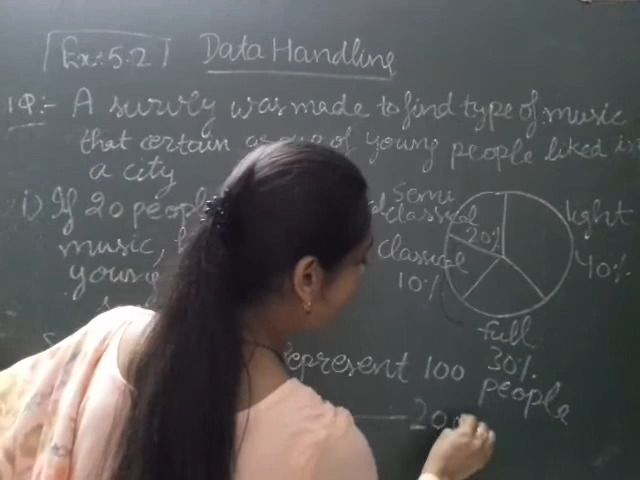 Ex:-5.2 Data Handling
1Q:- A survey was made to find type of music
that certain of young people liked in
a city
i) If 20 people
music,
young
semi
classical
20%
light
40%
classical
10%
full
30%
represent 100
people
200